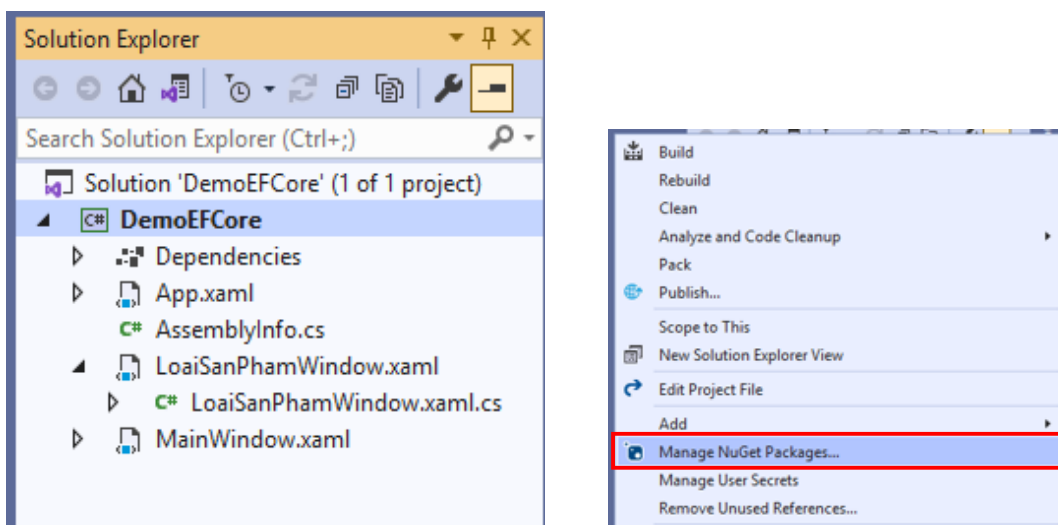 Solution Explorer
Search Solution Explorer (Ctrl+;)
Solution 'DemoEFCore' (1 of 1 project)
C# DemoEFCore
Dependencies
App.xaml
C# AssemblyInfo.cs
LoaiSanPhamWindow.xaml
C# LoaiSanPhamWindow.xaml.cs
MainWindow.xaml
Build
Rebuild
Clean
Analyze and Code Cleanup
Pack
Publish...
Scope to This
New Solution Explorer View
Edit Project File
Add
Manage NuGet Packages...
Manage User Secrets
Remove Unused References...